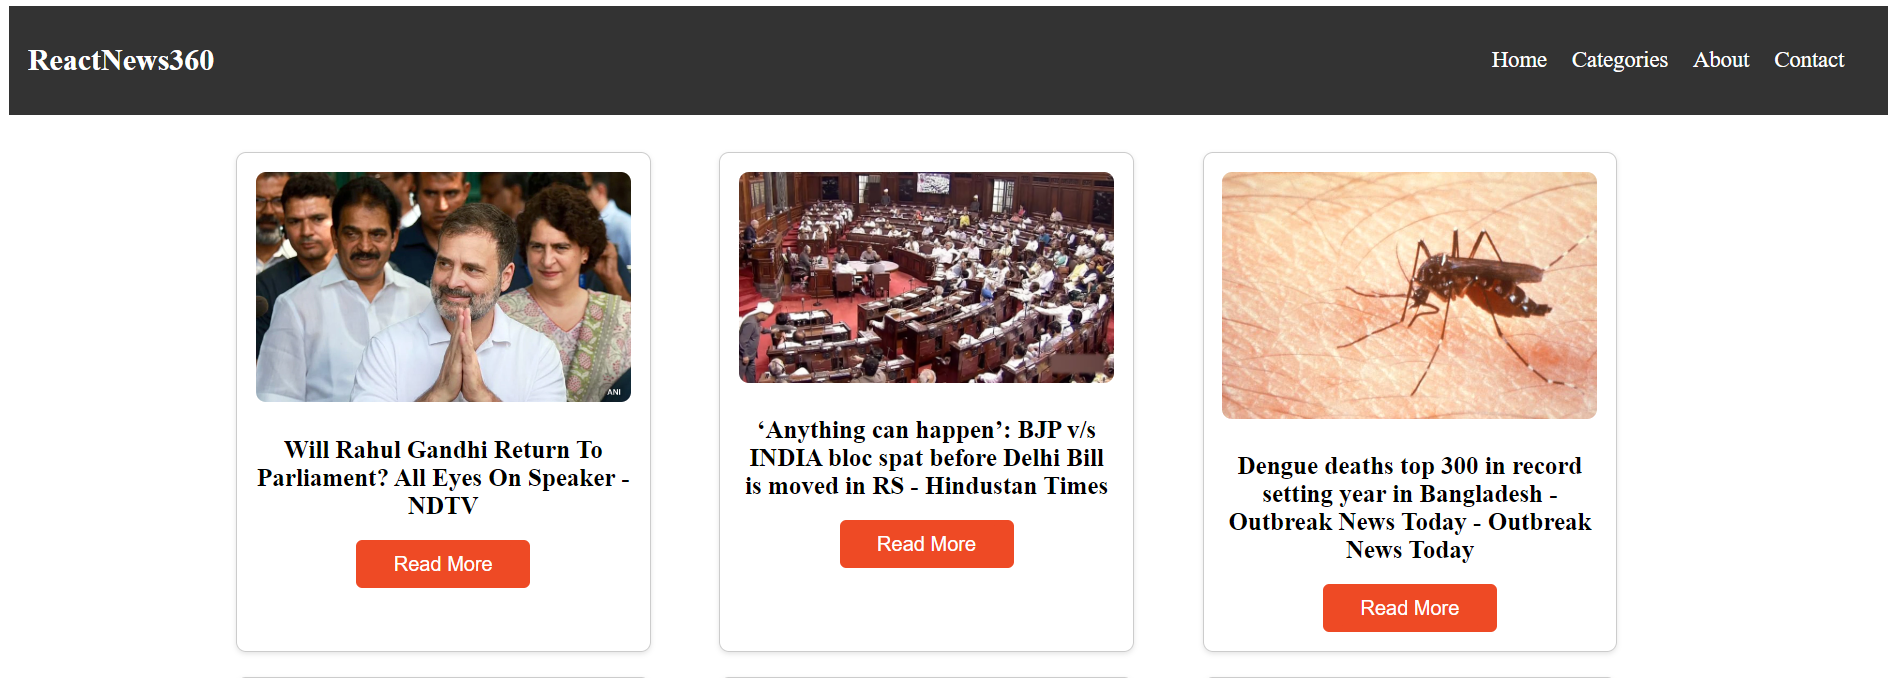 ReactNews360
Home Categories About Contact
ANI
Will Rahul Gandhi Return To
Parliament? All Eyes On Speaker -
NDTV
Read More
‘Anything can happen’: BJP v/s
INDIA bloc spat before Delhi Bill
is moved in RS - Hindustan Times
Read More
Dengue deaths top 300 in record
setting year in Bangladesh -
Outbreak News Today - Outbreak
News Today
Read More